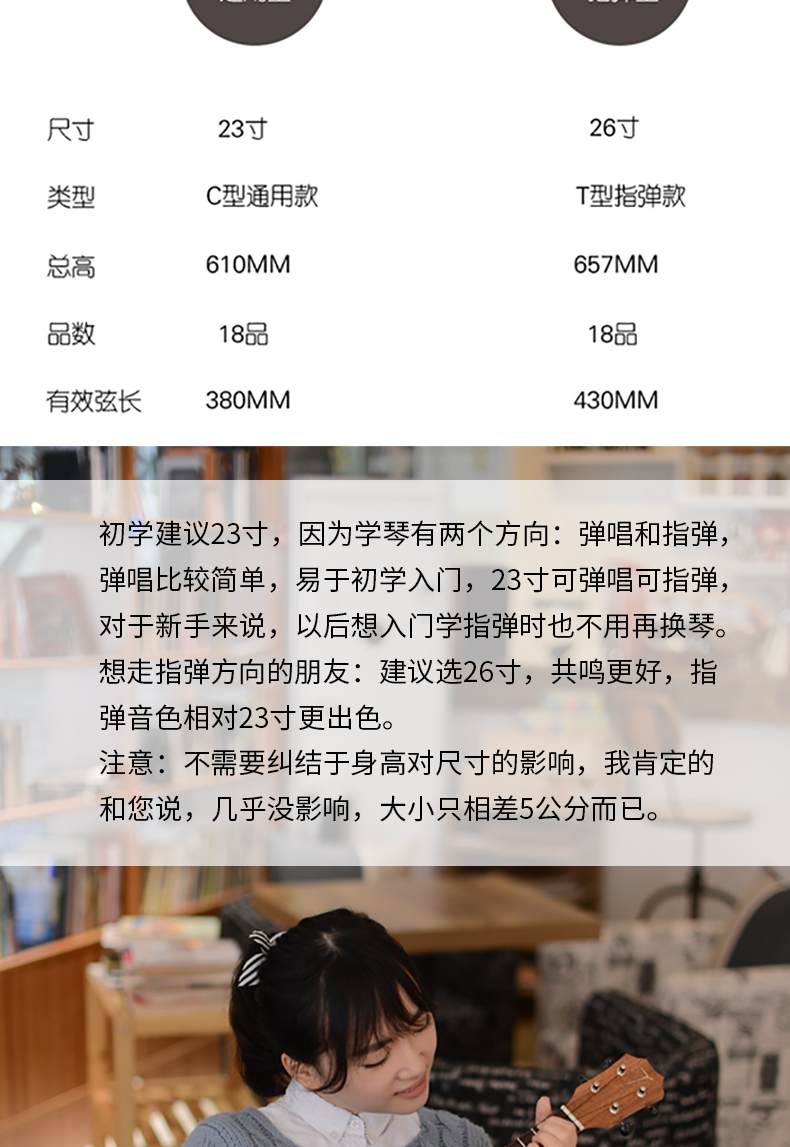 尺寸 23寸 26寸
类型 C型通用款 T型指弹款
总高 610MM 657MM
品数 18品 18品
有效弦长 380MM 430MM
初学建议23寸，因为学琴有两个方向：弹唱和指弹，
弹唱比较简单，易于初学入门，23寸可弹唱可指弹，
对于新手来说，以后想入门学指弹时也不用再换琴。
想走指弹方向的朋友：建议选26寸，共鸣更好，指
弹音色相对23寸更出色。
注意：不需要纠结于身高对尺寸的影响，我肯定的
和您说，几乎没影响，大小只相差5公分而已。